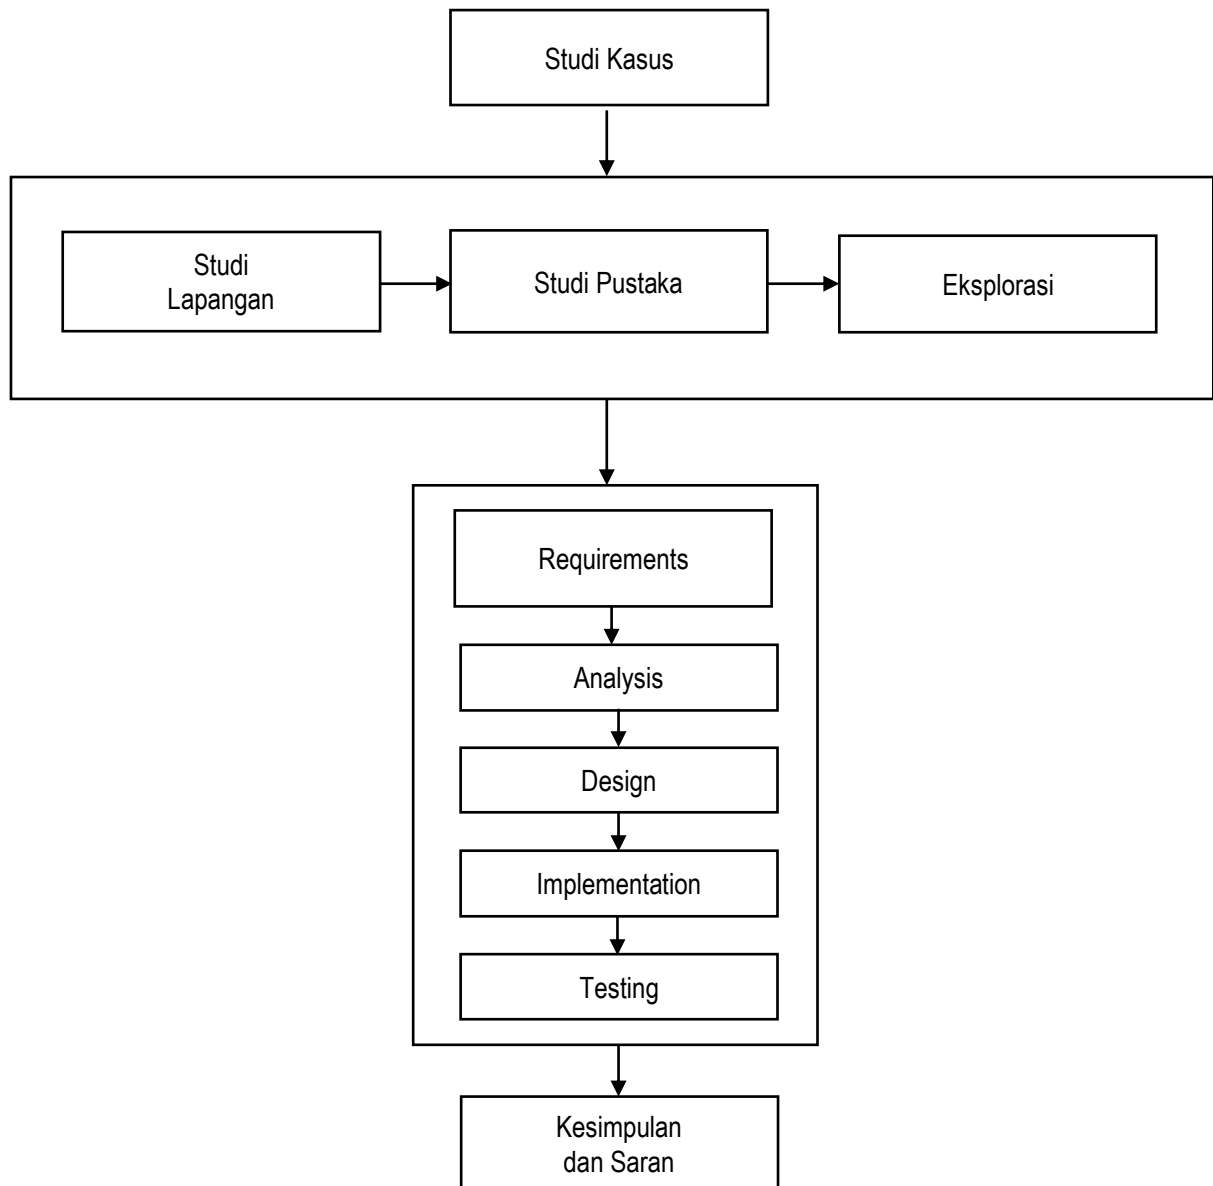 Studi Kasus
Studi
Lapangan
Studi Pustaka
Eksplorasi
Requirements
Analysis
Design
Implementation
Testing
Kesimpulan
dan Saran